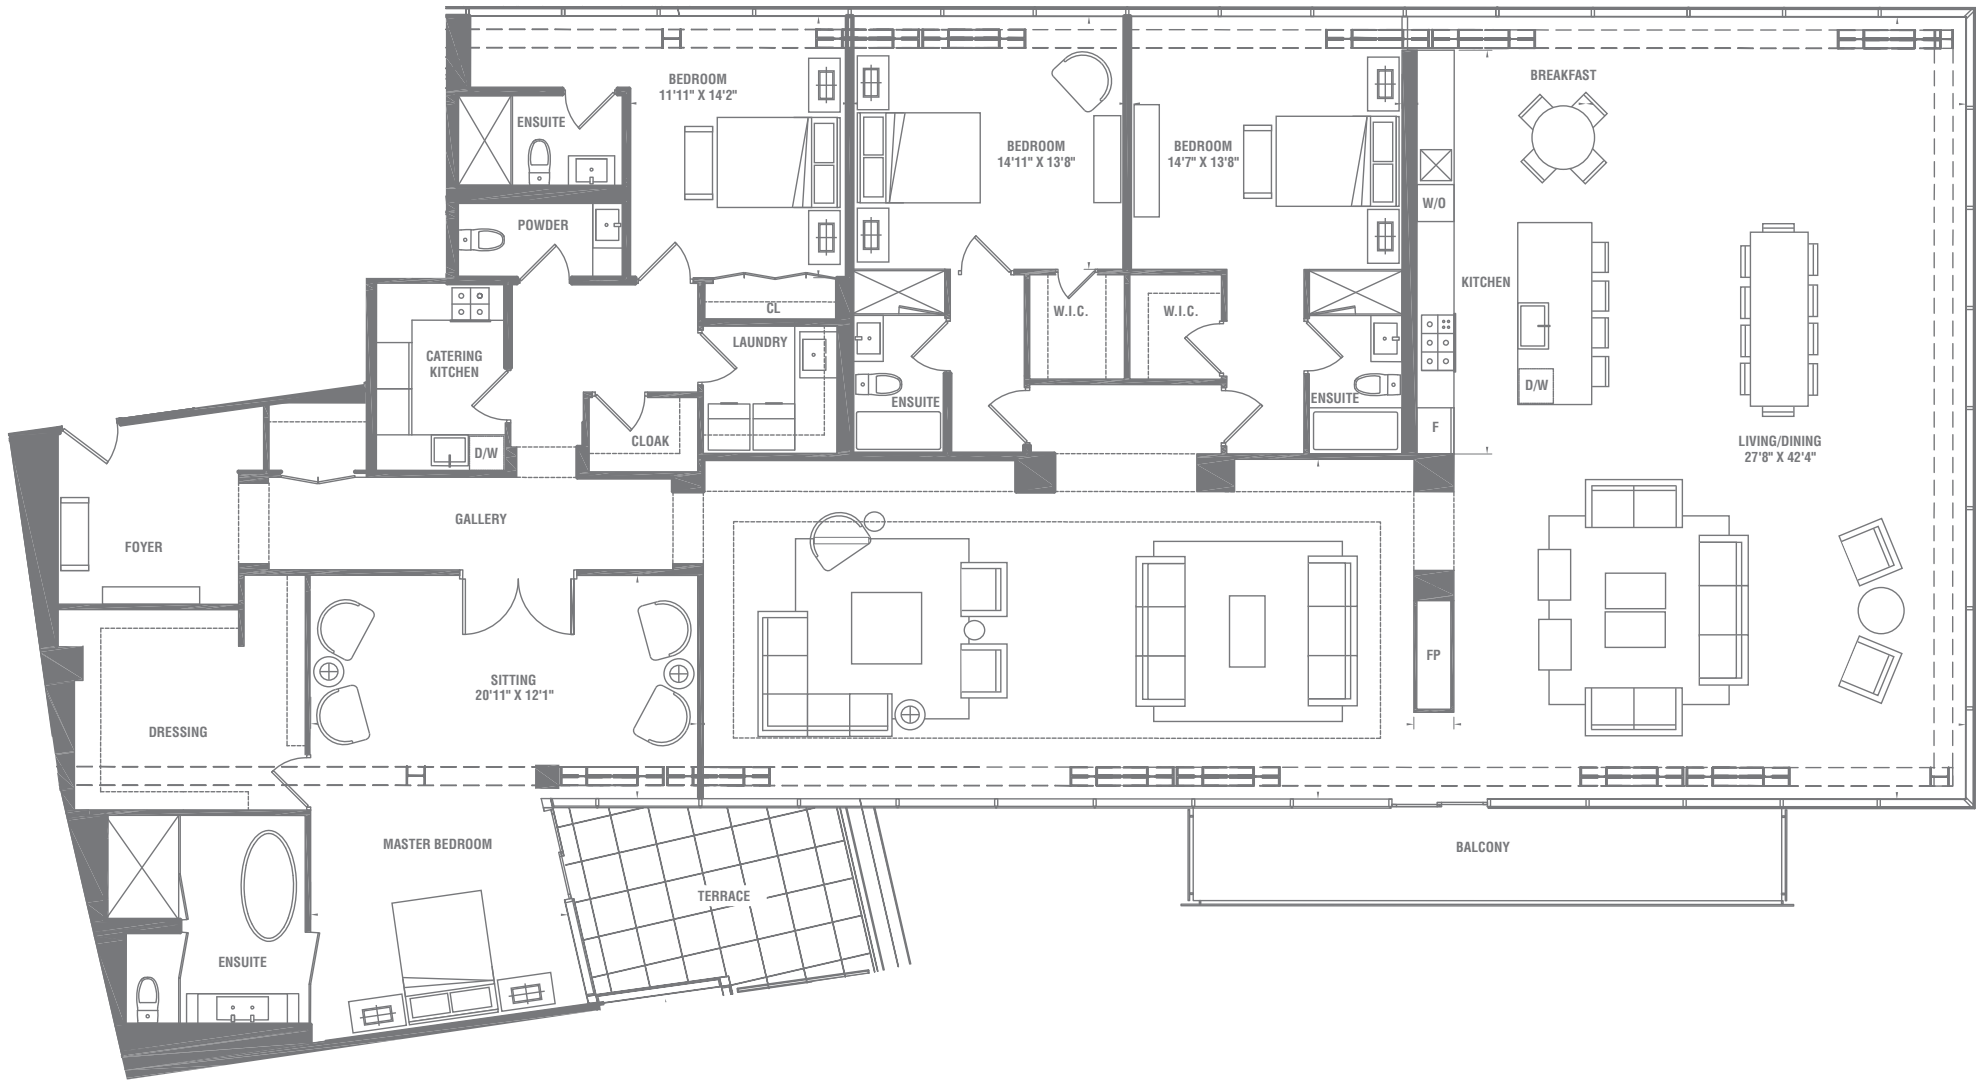 BEDROOM
11'11" X 14'2"
BREAKFAST
ENSUITE
BEDROOM
14'11" X 13'8"
BEDROOM
14'7" X 13'8"
W/O
POWDER
KITCHEN
CL
W.I.C.
W.I.C.
LAUNDRY
CATERING
KITCHEN
D/W
ENSUITE
ENSUITE
F
CLOAK
D/W
LIVING/DINING
27'8" X 42'4"
GALLERY
FOYER
FP
SITTING
20'11" X 12'1"
DRESSING
MASTER BEDROOM
BALCONY
TERRACE
ENSUITE